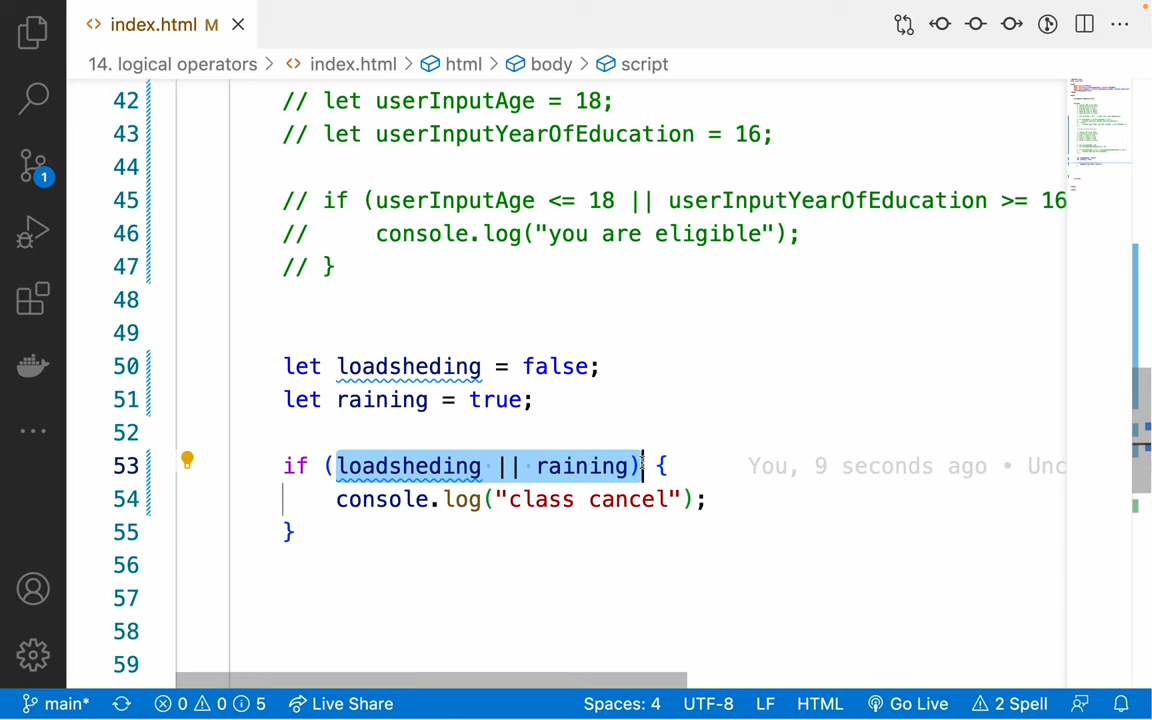 index.html M
14. logical operators > index.html > html > body > script
42 // let userInputAge = 18;
43 // let userInputYearOfEducation = 16;
44
45 // if (userInputAge <= 18 || userInputYearOfEducation >= 16
46 //     console.log("you are eligible");
47 // }
48
49
50 let loadsheding = false;
51 let raining = true;
52
53 if (loadsheding || raining) { You, 9 seconds ago • Unc
54     console.log("class cancel");
55 }
56
57
58
59
1
main* 0 0 5 Live Share Spaces: 4 UTF-8 LF HTML Go Live 2 Spell